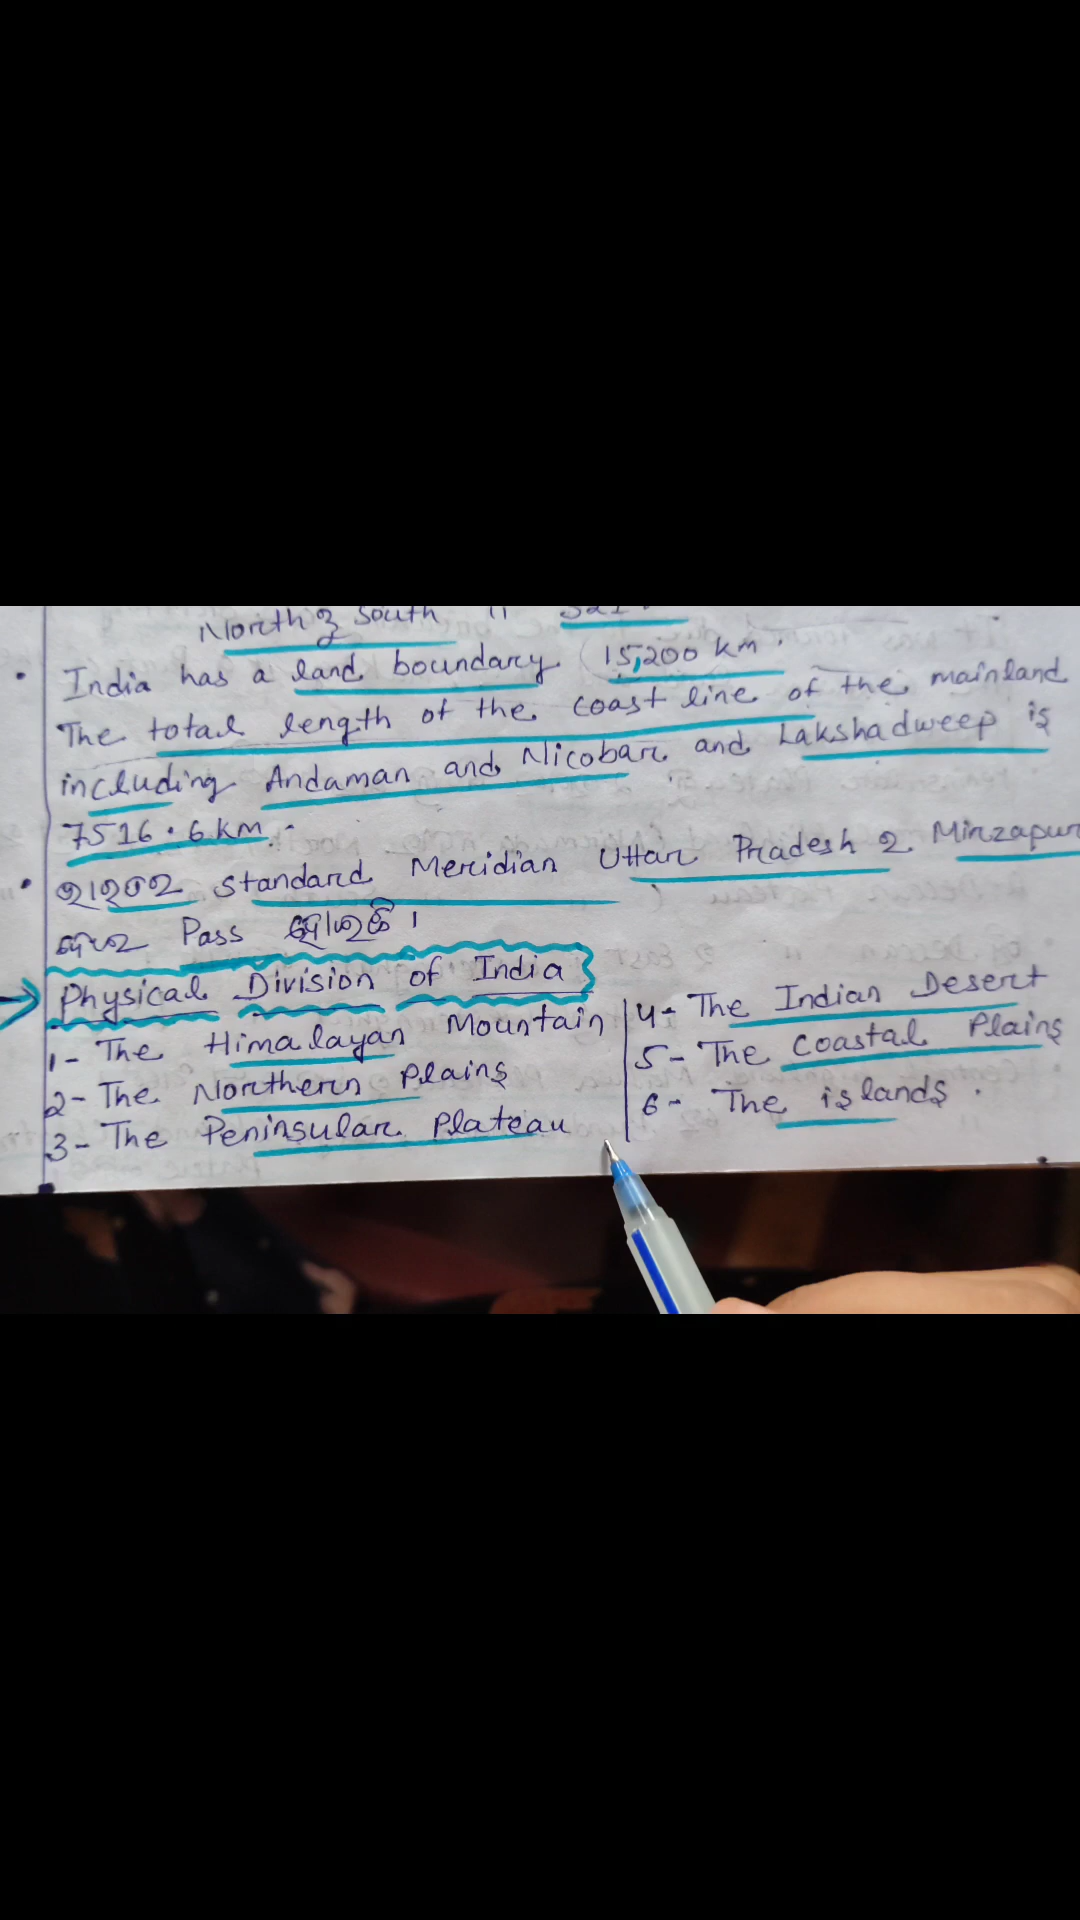 North ଓ South " 321
India has a land boundary 15,200 km.
The total length of the coast line of the mainland
including Andaman and Nicobar and Lakshadweep is
7516.6 km.
ଭାରତର Standard Meridian Uttar Pradesh ର Mirzapur
ଦେଇ Pass ହୋଇଛି ।
Physical Division of India
1- The Himalayan Mountain
2- The Northern Plains
3- The Peninsular Plateau
4- The Indian Desert
5- The Coastal Plains
6- The islands.